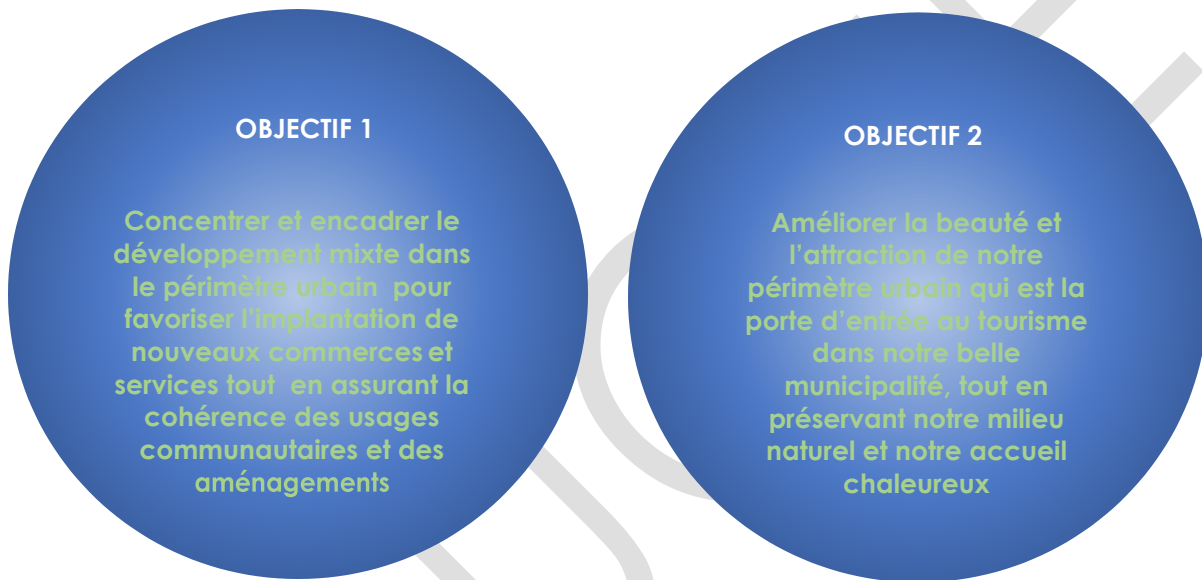 OBJECTIF 1
Concentrer et encadrer le
développement mixte dans
le périmètre urbain  pour
favoriser l'implantation de
nouveaux commerces et
services tout  en assurant la
cohérence des usages
communautaires et des
aménagements
OBJECTIF 2
Améliorer la beauté et
l'attraction de notre
périmètre urbain qui est la
porte d'entrée au tourisme
dans notre belle
municipalité, tout en
préservant notre milieu
naturel et notre accueil
chaleureux